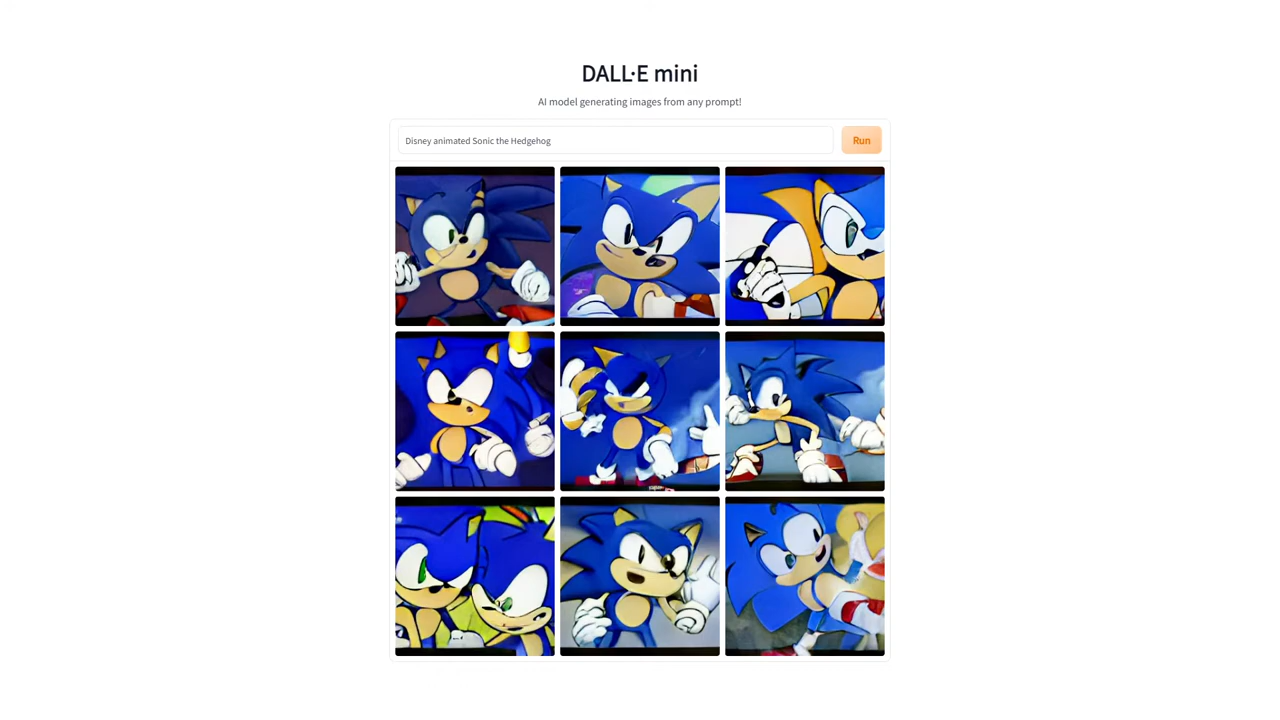 DALL·E mini
AI model generating images from any prompt!
Disney animated Sonic the Hedgehog
Run